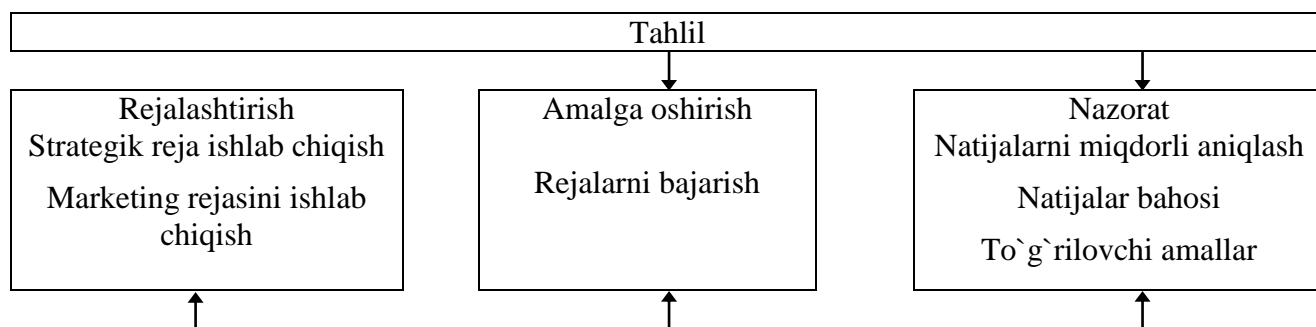 Tahlil
Rejalashtirish
Strategik reja ishlab chiqish
Marketing rejasini ishlab
chiqish
Amalga oshirish
Rejalarni bajarish
Nazorat
Natijalarni miqdorli aniqlash
Natijalar bahosi
To`g`rilovchi amallar